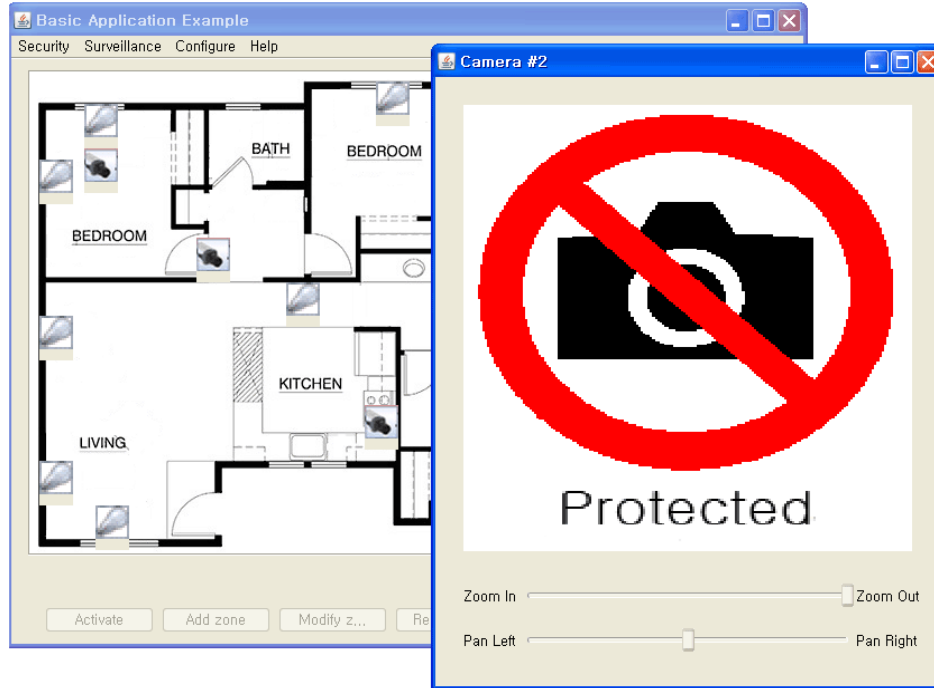 Basic Application Example
Security Surveillance Configure Help
BATH
BEDROOM
BEDROOM
KITCHEN
LIVING
Activate Add zone Modify z... Re
Camera #2
Protected
Zoom In Zoom Out
Pan Left Pan Right